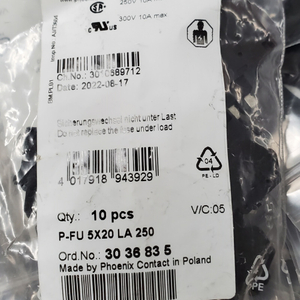 250V 10A
300V 10A max
Ch.No.: 3010589712
Date: 2022-08-17
Sicherungswechsel nicht unter Last
Do not replace the fuse under load
04
PE-LD
4 017918 943929
Qty.: 10 pcs
V/C:05
P-FU 5X20 LA 250
Ord.No.: 30 36 83 5
Made by Phoenix Contact in Poland
PE